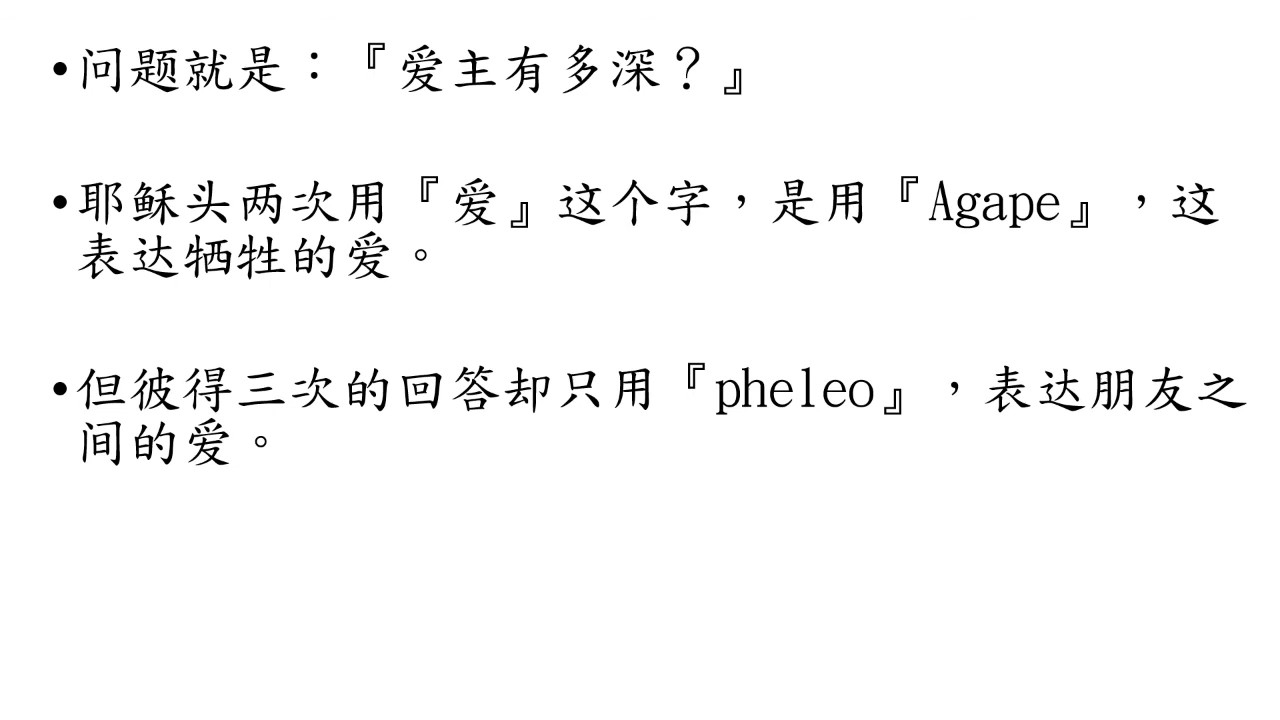 •问题就是：『爱主有多深？』
•耶稣头两次用『爱』这个字，是用『Agape』，这
表达牺牲的爱。
•但彼得三次的回答却只用『pheleo』，表达朋友之
间的爱。